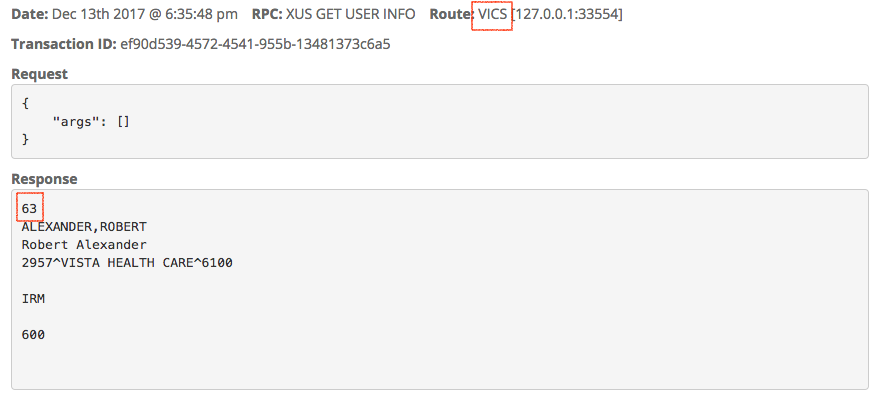 Date: Dec 13th 2017 @ 6:35:48 pm RPC: XUS GET USER INFO Route: VICS [127.0.0.1:33554]
Transaction ID: ef90d539-4572-4541-955b-13481373c6a5
Request
{
"args": []
}
Response
63
ALEXANDER,ROBERT
Robert Alexander
2957^VISTA HEALTH CARE^6100
IRM
600